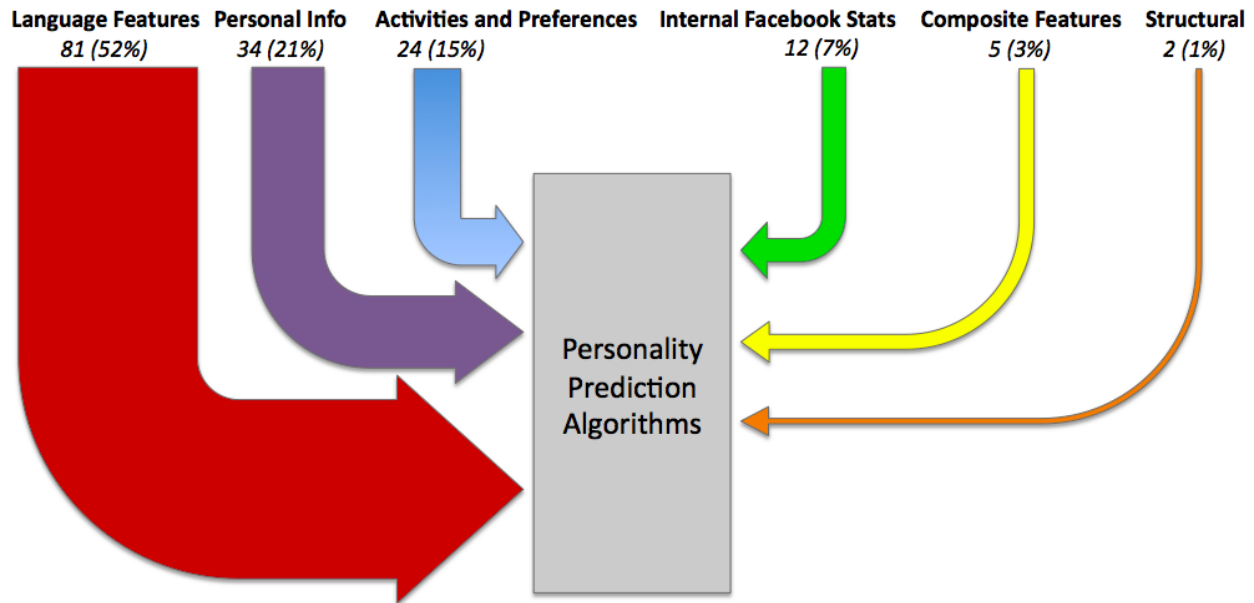 Language Features
81 (52%)
Personal Info
34 (21%)
Activities and Preferences
24 (15%)
Internal Facebook Stats
12 (7%)
Composite Features
5 (3%)
Structural
2 (1%)
Personality
Prediction
Algorithms